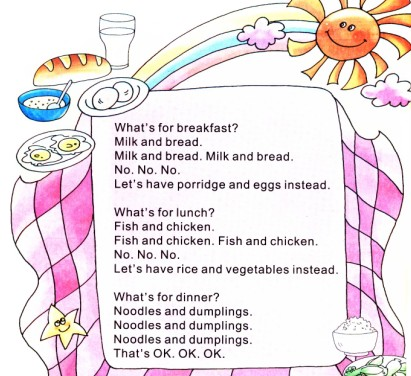 What's for breakfast?
Milk and bread.
Milk and bread. Milk and bread.
No. No. No.
Let's have porridge and eggs instead.
What's for lunch?
Fish and chicken.
Fish and chicken. Fish and chicken.
No. No. No.
Let's have rice and vegetables instead.
What's for dinner?
Noodles and dumplings.
Noodles and dumplings.
Noodles and dumplings.
That's OK. OK. OK.